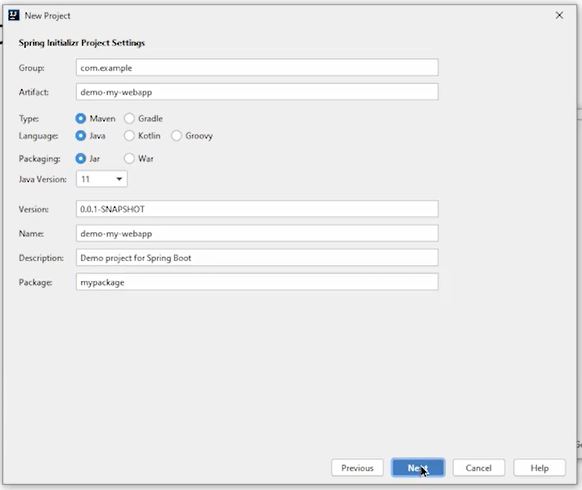 New Project
Spring Initializr Project Settings
Group: com.example
Artifact: demo-my-webapp
Type: Maven Gradle
Language: Java Kotlin Groovy
Packaging: Jar War
Java Version: 11
Version: 0.0.1-SNAPSHOT
Name: demo-my-webapp
Description: Demo project for Spring Boot
Package: mypackage
Previous Next Cancel Help